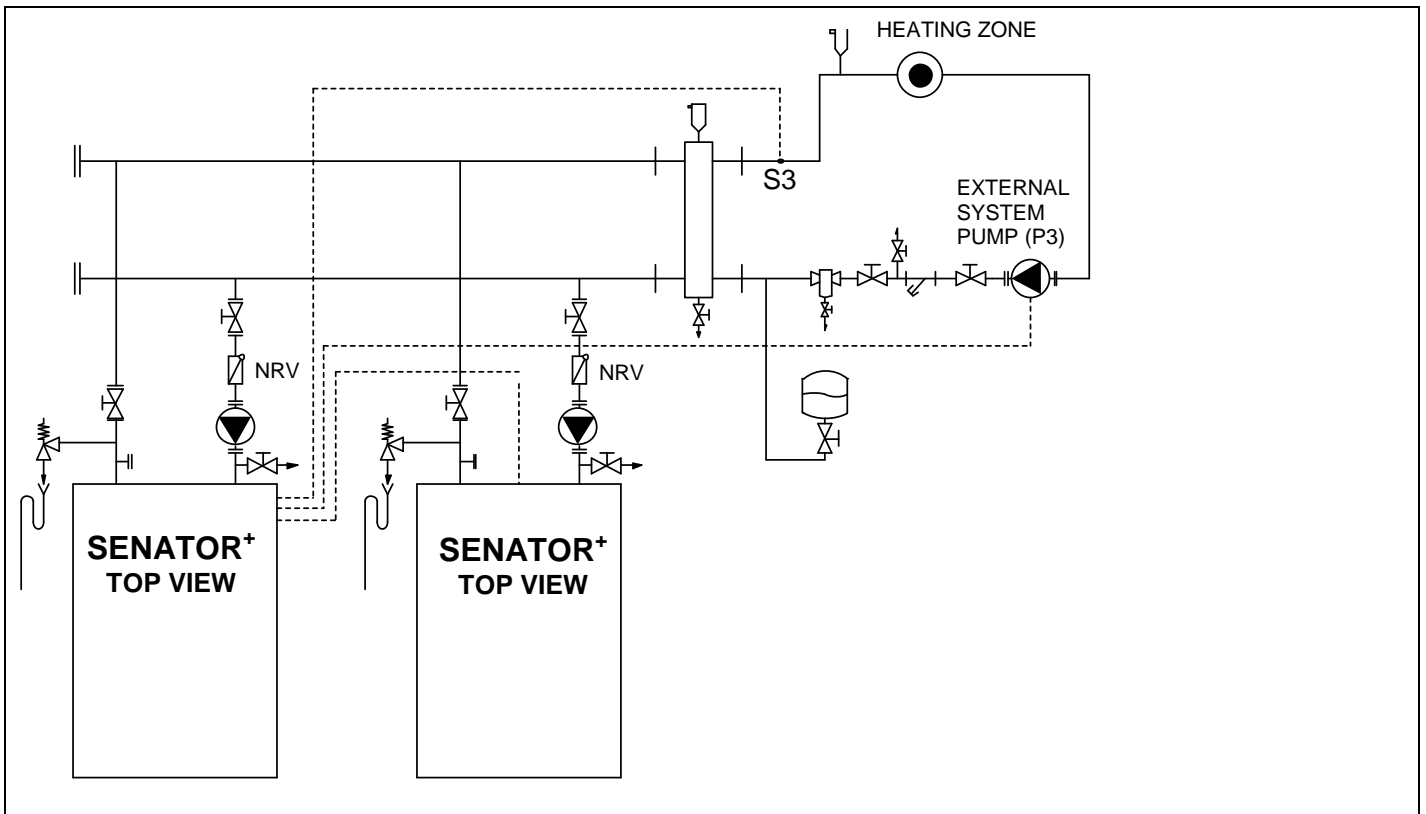 HEATING ZONE
S3
EXTERNAL
SYSTEM
PUMP (P3)
NRV
NRV
SENATOR+
TOP VIEW
SENATOR+
TOP VIEW